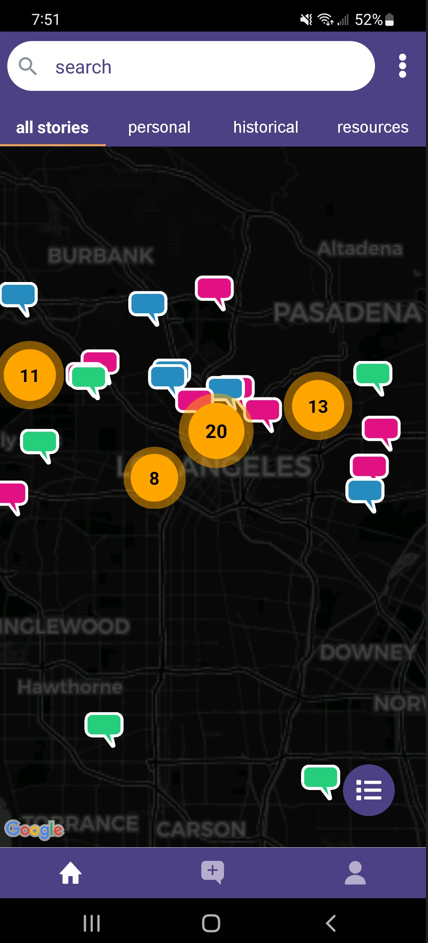 7:51 52%
search
all stories personal historical resources
BURBANK
Altadena
PASADENA
11
13
20
LOS ANGELES
8
INGLEWOOD
DOWNEY
Hawthorne
NOR
Google
TORRANCE
CARSON